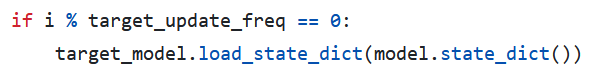 if i % target_update_freq == 0:
    target_model.load_state_dict(model.state_dict())